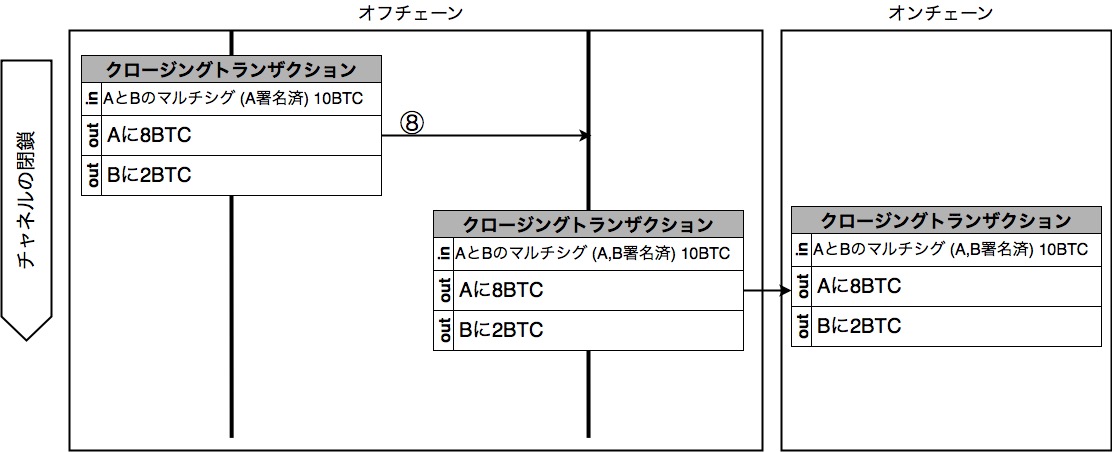 オフチェーン
オンチェーン
チャネルの閉鎖
クロージングトランザクション
in AとBのマルチシグ (A署名済) 10BTC
out Aに8BTC
out Bに2BTC
⑧
クロージングトランザクション
in AとBのマルチシグ (A,B署名済) 10BTC
out Aに8BTC
out Bに2BTC
クロージングトランザクション
in AとBのマルチシグ (A,B署名済) 10BTC
out Aに8BTC
out Bに2BTC